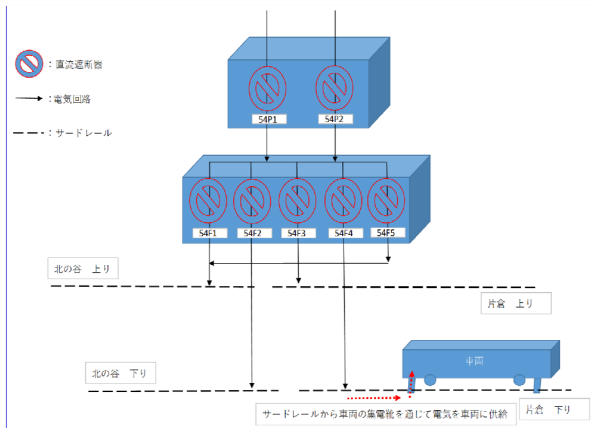 ：直流遮断器
：電気回路
：サードレール
54P1
54P2
54F1
54F2
54F3
54F4
54F5
北の谷　上り
片倉　上り
車両
北の谷　下り
片倉　下り
サードレールから車両の集電靴を通じて電気を車両に供給